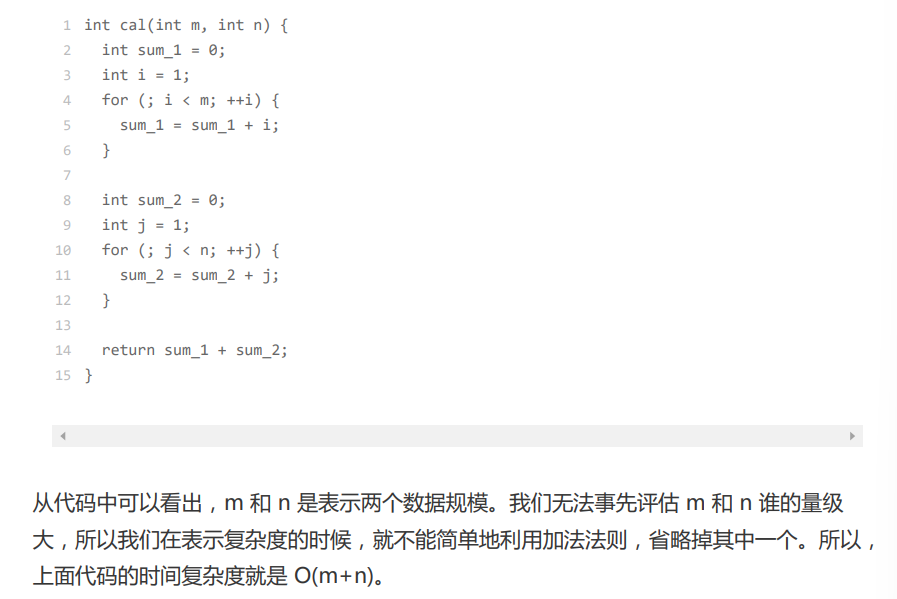 1 int cal(int m, int n) {
2   int sum_1 = 0;
3   int i = 1;
4   for (; i < m; ++i) {
5     sum_1 = sum_1 + i;
6   }
7
8   int sum_2 = 0;
9   int j = 1;
10   for (; j < n; ++j) {
11     sum_2 = sum_2 + j;
12   }
13
14   return sum_1 + sum_2;
15 }
从代码中可以看出，m 和 n 是表示两个数据规模。我们无法事先评估 m 和 n 谁的量级
大，所以我们在表示复杂度的时候，就不能简单地利用加法法则，省略掉其中一个。所以，
上面代码的时间复杂度就是 O(m+n)。